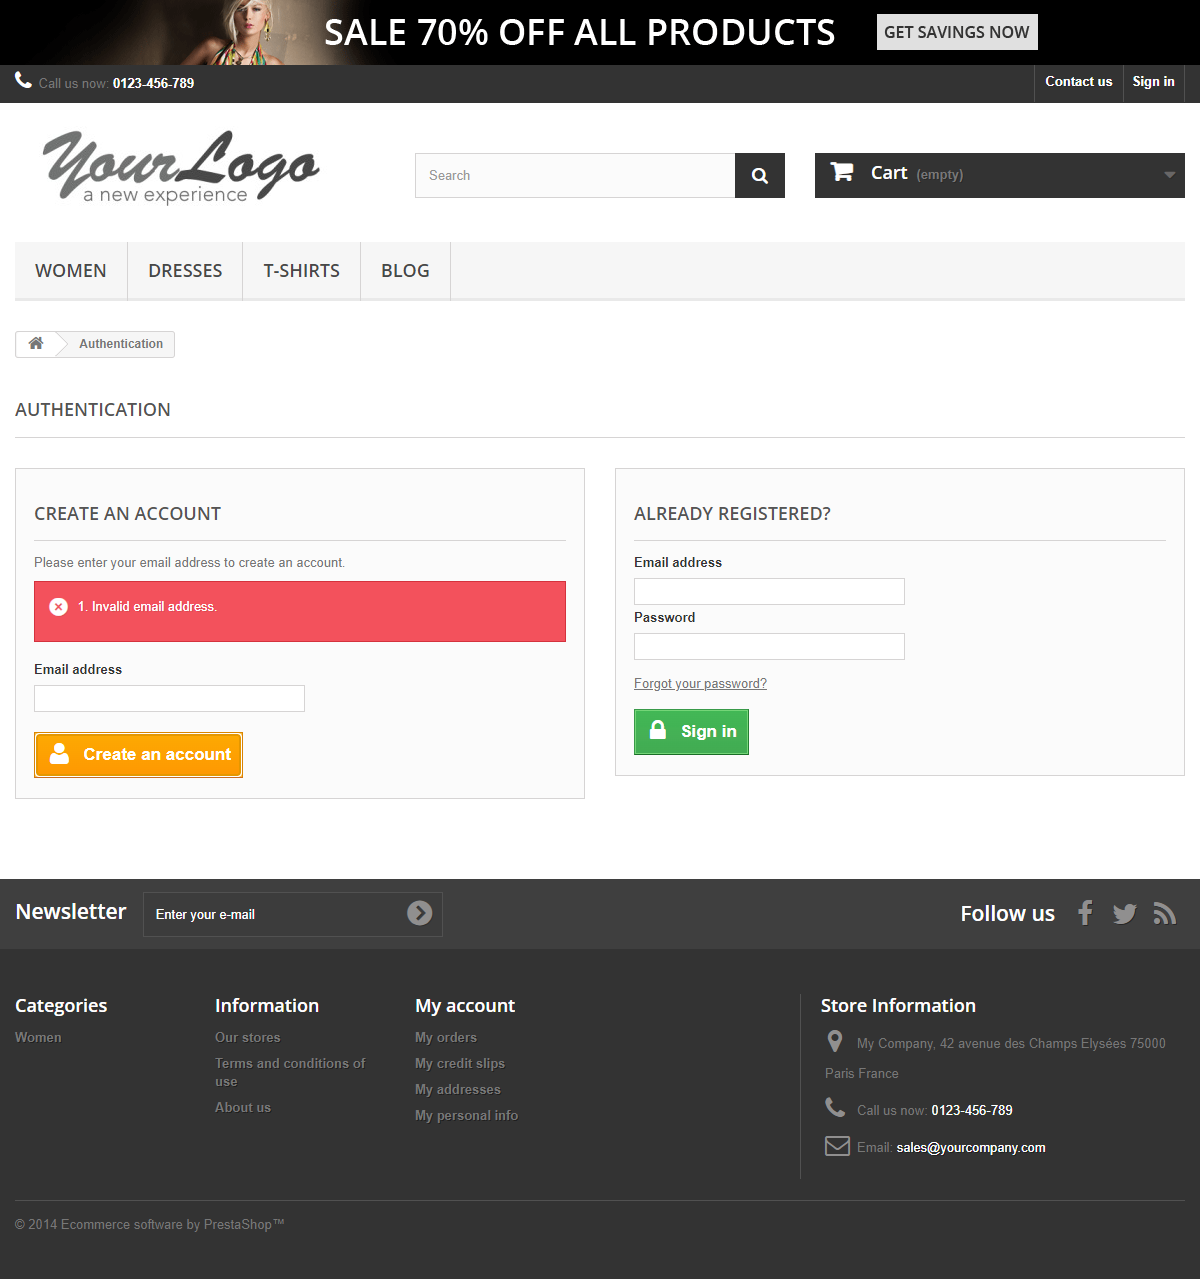 SALE 70% OFF ALL PRODUCTS
GET SAVINGS NOW
Call us now: 0123-456-789
Contact us
Sign in
Your Logo
a new experience
Search
Cart (empty)
WOMEN
DRESSES
T-SHIRTS
BLOG
Authentication
AUTHENTICATION
CREATE AN ACCOUNT
Please enter your email address to create an account.
1. Invalid email address.
Email address
Create an account
ALREADY REGISTERED?
Email address
Password
Forgot your password?
Sign in
Newsletter
Enter your e-mail
Follow us
Categories
Women
Information
Our stores
Terms and conditions of
use
About us
My account
My orders
My credit slips
My addresses
My personal info
Store Information
My Company, 42 avenue des Champs Elysées 75000
Paris France
Call us now: 0123-456-789
Email: sales@yourcompany.com
© 2014 Ecommerce software by PrestaShop™